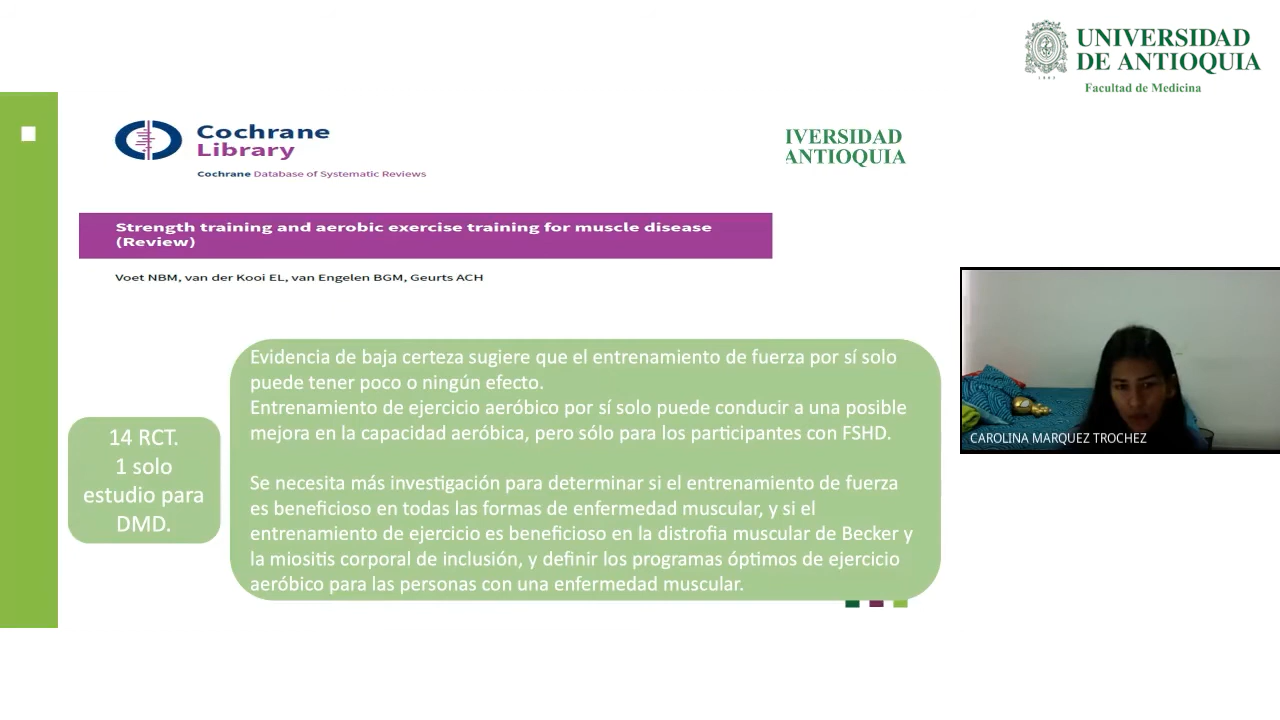 UNIVERSIDAD
DE ANTIOQUIA
1803
Facultad de Medicina
Cochrane
Library
Cochrane Database of Systematic Reviews
IVERSIDAD
ANTIOQUIA
Strength training and aerobic exercise training for muscle disease
(Review)
Voet NBM, van der Kooi EL, van Engelen BGM, Geurts ACH
14 RCT.
1 solo
estudio para
DMD.
Evidencia de baja certeza sugiere que el entrenamiento de fuerza por sí solo
puede tener poco o ningún efecto.
Entrenamiento de ejercicio aeróbico por sí solo puede conducir a una posible
mejora en la capacidad aeróbica, pero sólo para los participantes con FSHD.
Se necesita más investigación para determinar si el entrenamiento de fuerza
es beneficioso en todas las formas de enfermedad muscular, y si el
entrenamiento de ejercicio es beneficioso en la distrofia muscular de Becker y
la miositis corporal de inclusión, y definir los programas óptimos de ejercicio
aeróbico para las personas con una enfermedad muscular.
CAROLINA MARQUEZ TROCHEZ